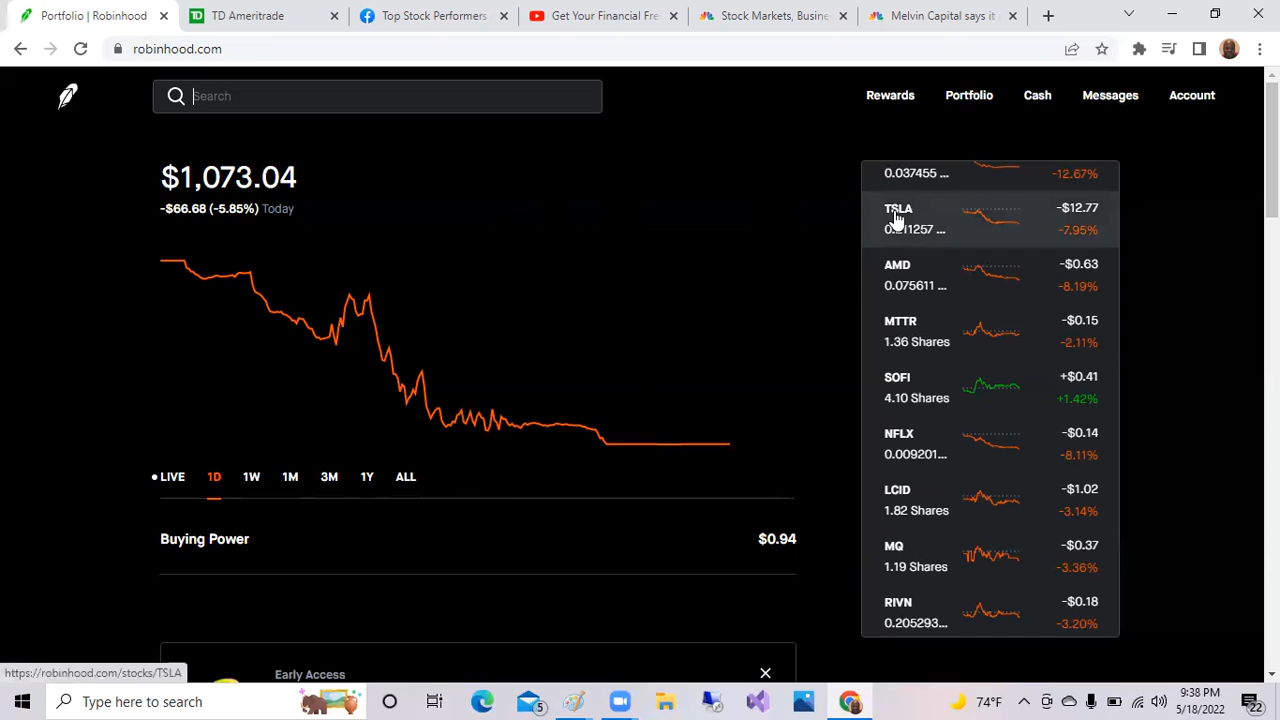 Portfolio | Robinhood
TD Ameritrade
Top Stock Performers
Get Your Financial Fre
Stock Markets, Busine
Melvin Capital says it
robinhood.com
Search
Rewards
Portfolio
Cash
Messages
Account
$1,073.04
-$66.68 (-5.85%) Today
LIVE
1D
1W
1M
3M
1Y
ALL
Buying Power
$0.94
Early Access
0.037455 ...
-12.67%
TSLA
-$12.77
0.211257 ...
-7.95%
AMD
-$0.63
0.075611 ...
-8.19%
MTTR
-$0.15
1.36 Shares
-2.11%
SOFI
+$0.41
4.10 Shares
+1.42%
NFLX
-$0.14
0.009201...
-8.11%
LCID
-$1.02
1.82 Shares
-3.14%
MQ
-$0.37
1.19 Shares
-3.36%
RIVN
-$0.18
0.205293...
-3.20%
https://robinhood.com/stocks/TSLA
Type here to search
5
74°F
9:38 PM
5/18/2022
22